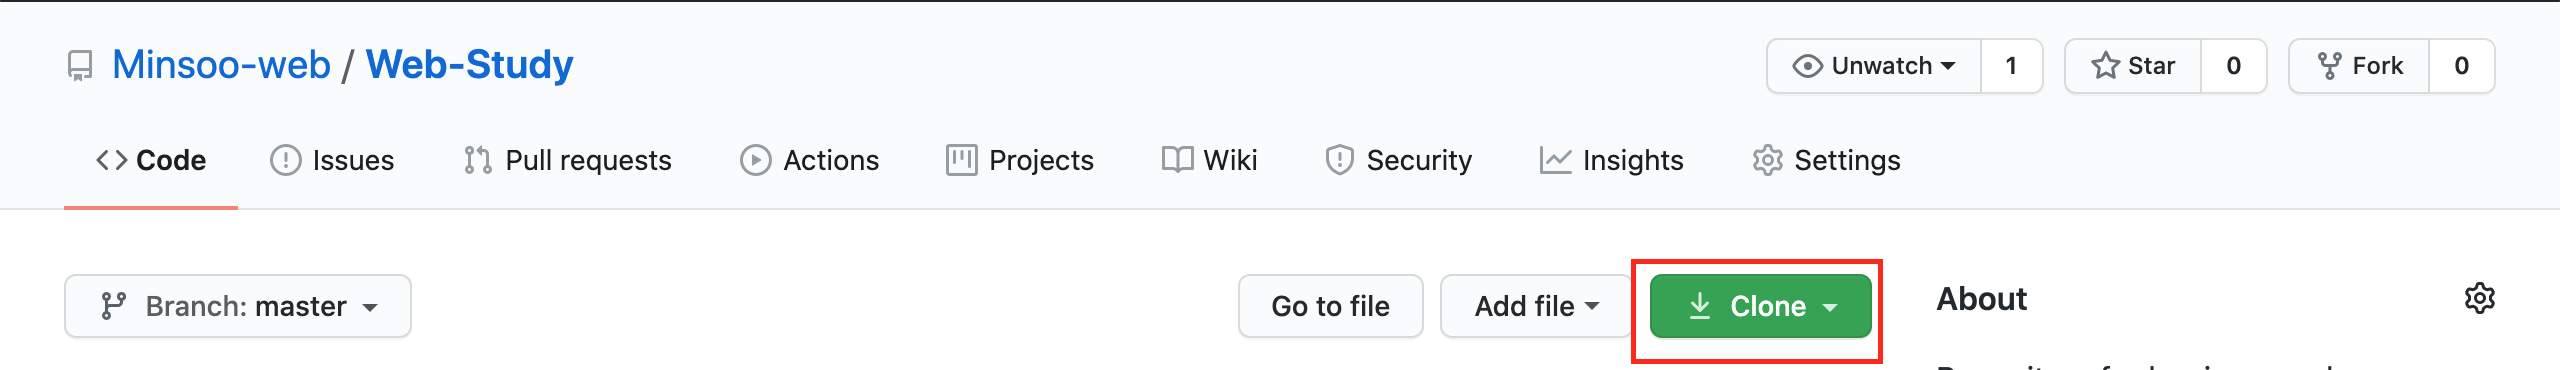 Minsoo-web / Web-Study
Unwatch 1 Star 0 Fork 0
Code Issues Pull requests Actions Projects Wiki Security Insights Settings
Branch: master Go to file Add file Clone About